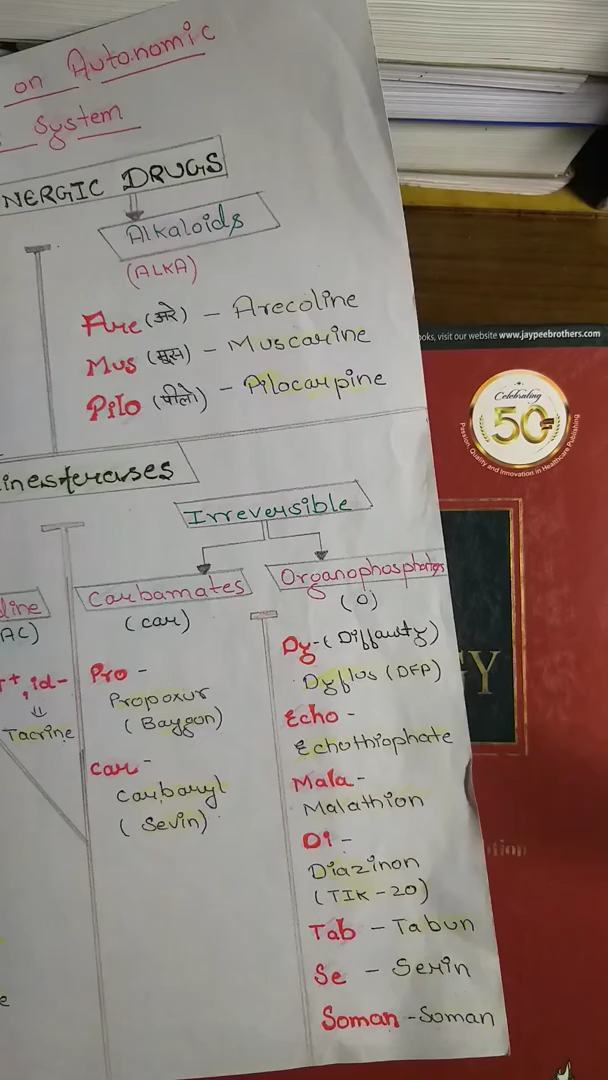 on Autonomic
System
NERGIC DRUGS
Alkaloids
(ALKA)
Are (अरे) - Arecoline
Mus (मूस) - Muscarine
Pilo (पीलो) - Pilocarpine
inesterases
Irreversible
line
AC)
Carbamates
(car)
Organophosphates
(O)
id-
Tacrine
Pro -
Propoxur
(Baygon)
Car -
Carbaryl
(Sevin)
Dy-(Diffauty)
Dyflos (DFP)
Echo -
Echothiophate
Mala -
Malathion
Di -
Diazinon
(TIK-20)
Tab - Tabun
Se - Serin
Soman - Soman
ooks, visit our website www.jaypeebrothers.com
Celebrating
50
Passion, Quality and Innovation in Healthcare Publishing
GY
ition